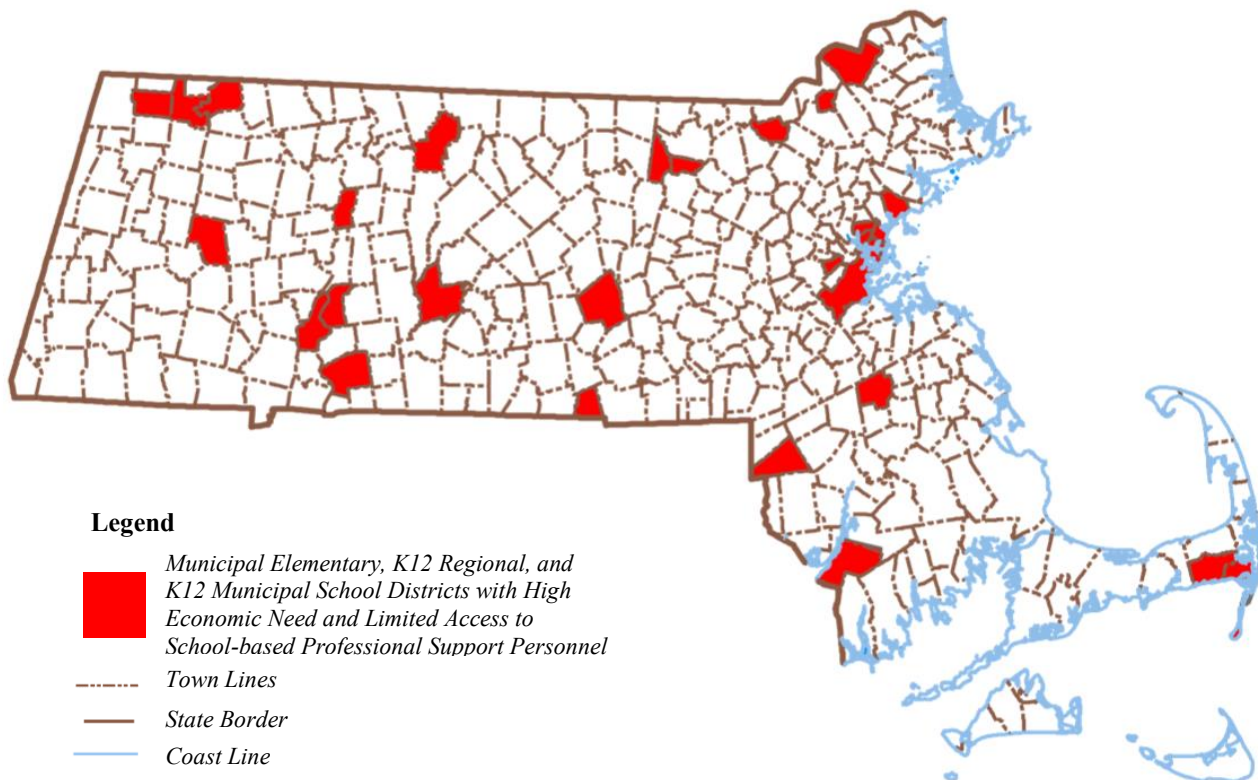 Legend
Municipal Elementary, K12 Regional, and
K12 Municipal School Districts with High
Economic Need and Limited Access to
School-based Professional Support Personnel
Town Lines
State Border
Coast Line